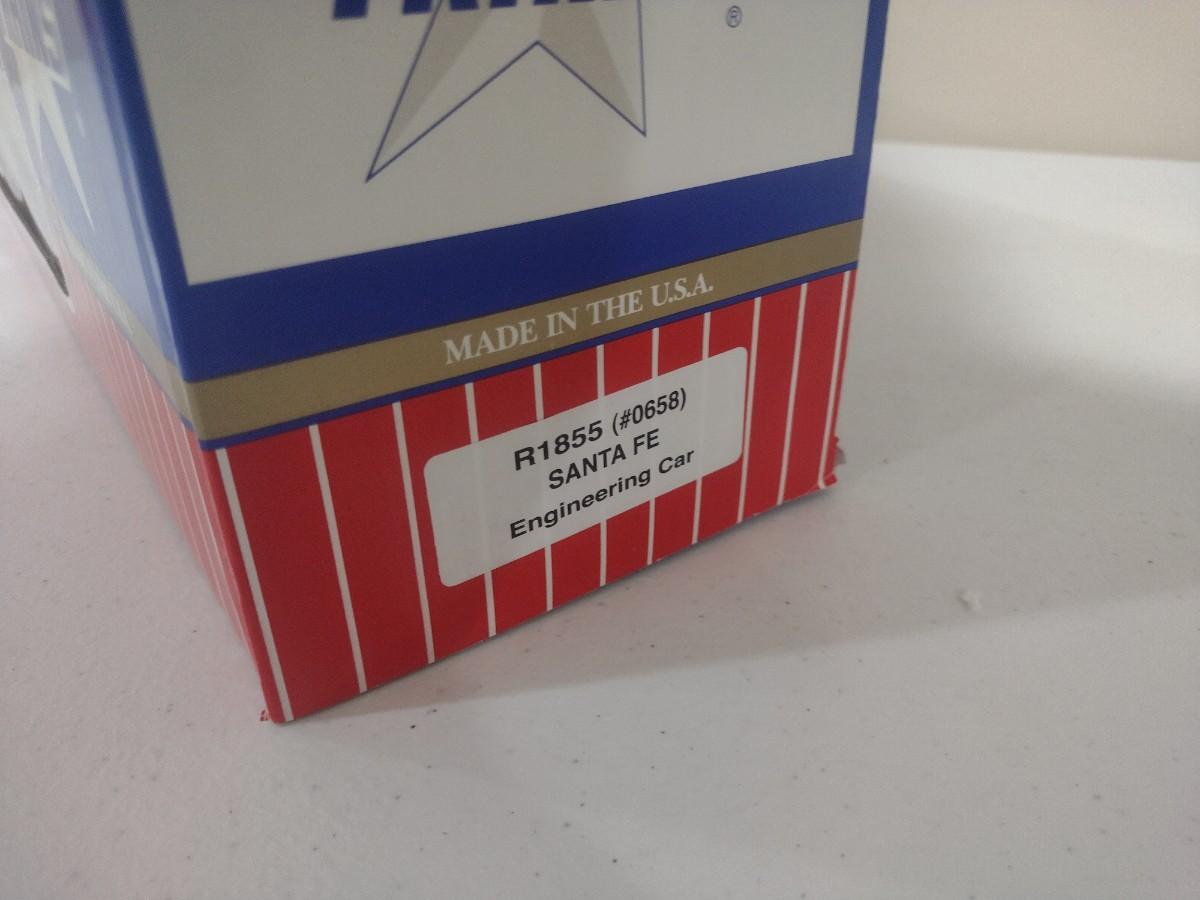 ®
MADE IN THE U.S.A.
R1855 (#0658)
SANTA FE
Engineering Car